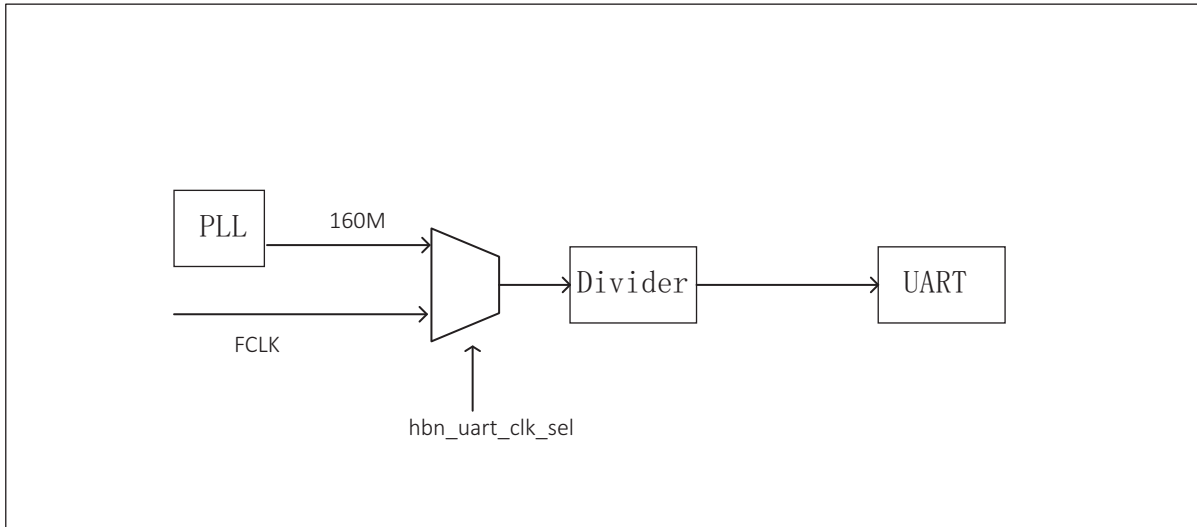 PLL
160M
Divider
UART
FCLK
hbn_uart_clk_sel